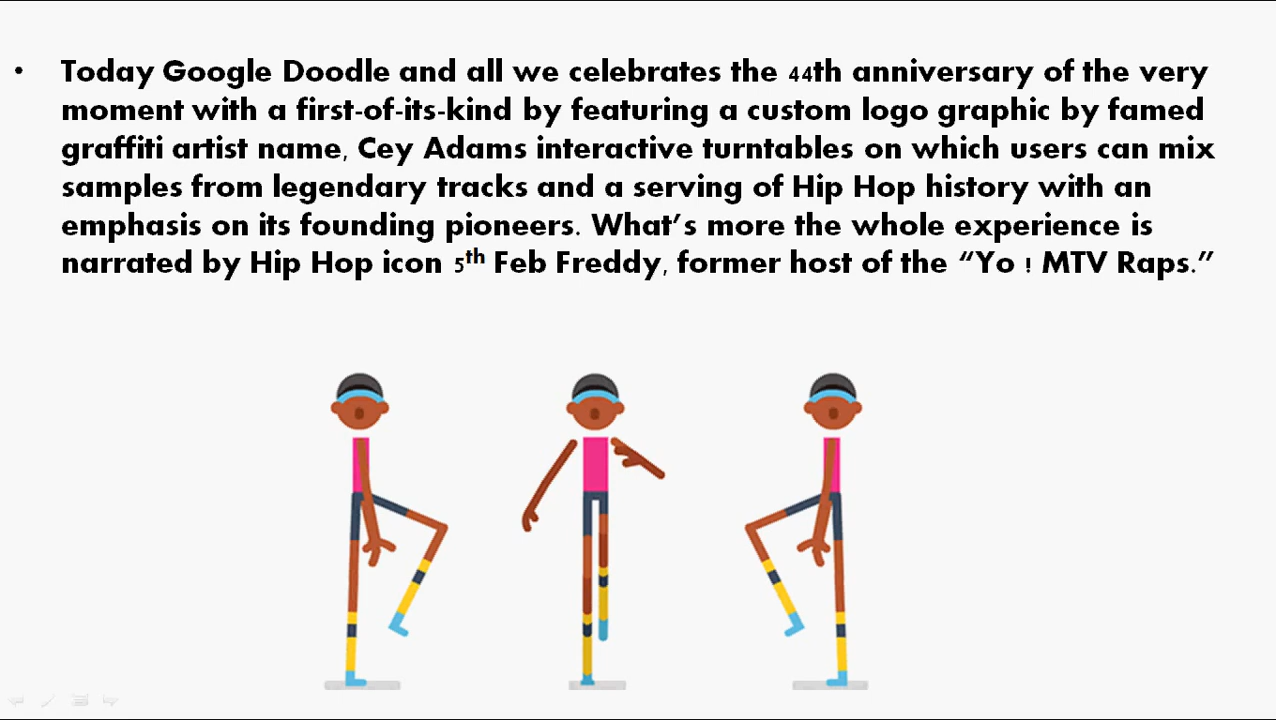 • Today Google Doodle and all we celebrates the 44th anniversary of the very
moment with a first-of-its-kind by featuring a custom logo graphic by famed
graffiti artist name, Cey Adams interactive turntables on which users can mix
samples from legendary tracks and a serving of Hip Hop history with an
emphasis on its founding pioneers. What’s more the whole experience is
narrated by Hip Hop icon 5th Feb Freddy, former host of the “Yo ! MTV Raps.”